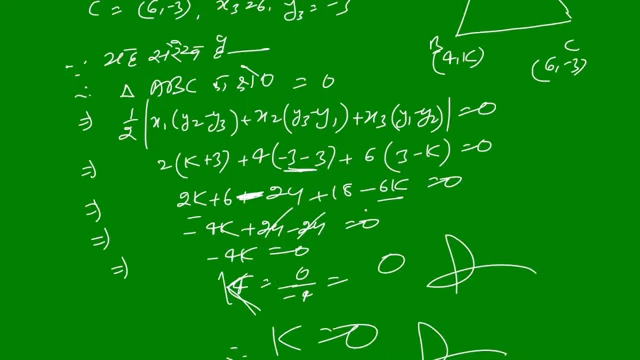 C = (6,-3), x₃=6, y₃ = -3
B (4,K)
C (6,-3)
∴ Δ ABC = 0
⇒ 1/2 |x₁(y₂-y₃)+x₂(y₃-y₁)+x₃(y₁-y₂)| = 0
⇒ 2(K+3) + 4(-3-3) + 6(3-K) = 0
⇒ 2K+6-24+18-6K = 0
⇒ -4K+24-24 = 0
⇒ -4K = 0
K = 0/-4 = 0
K = 0